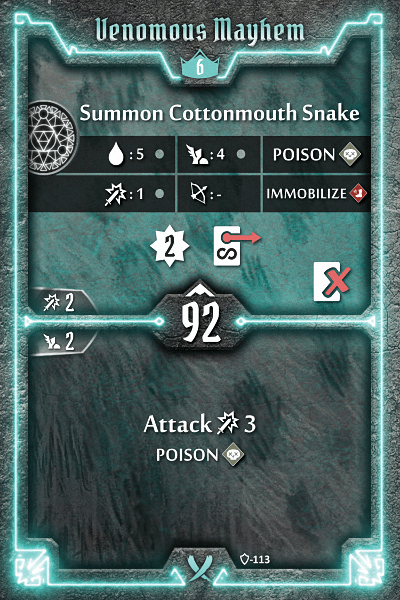 Venomous Mayhem
6
Summon Cottonmouth Snake
: 5 : 4 POISON
: 1 : - IMMOBILIZE
2
2
92
2
Attack 3
POISON
-113